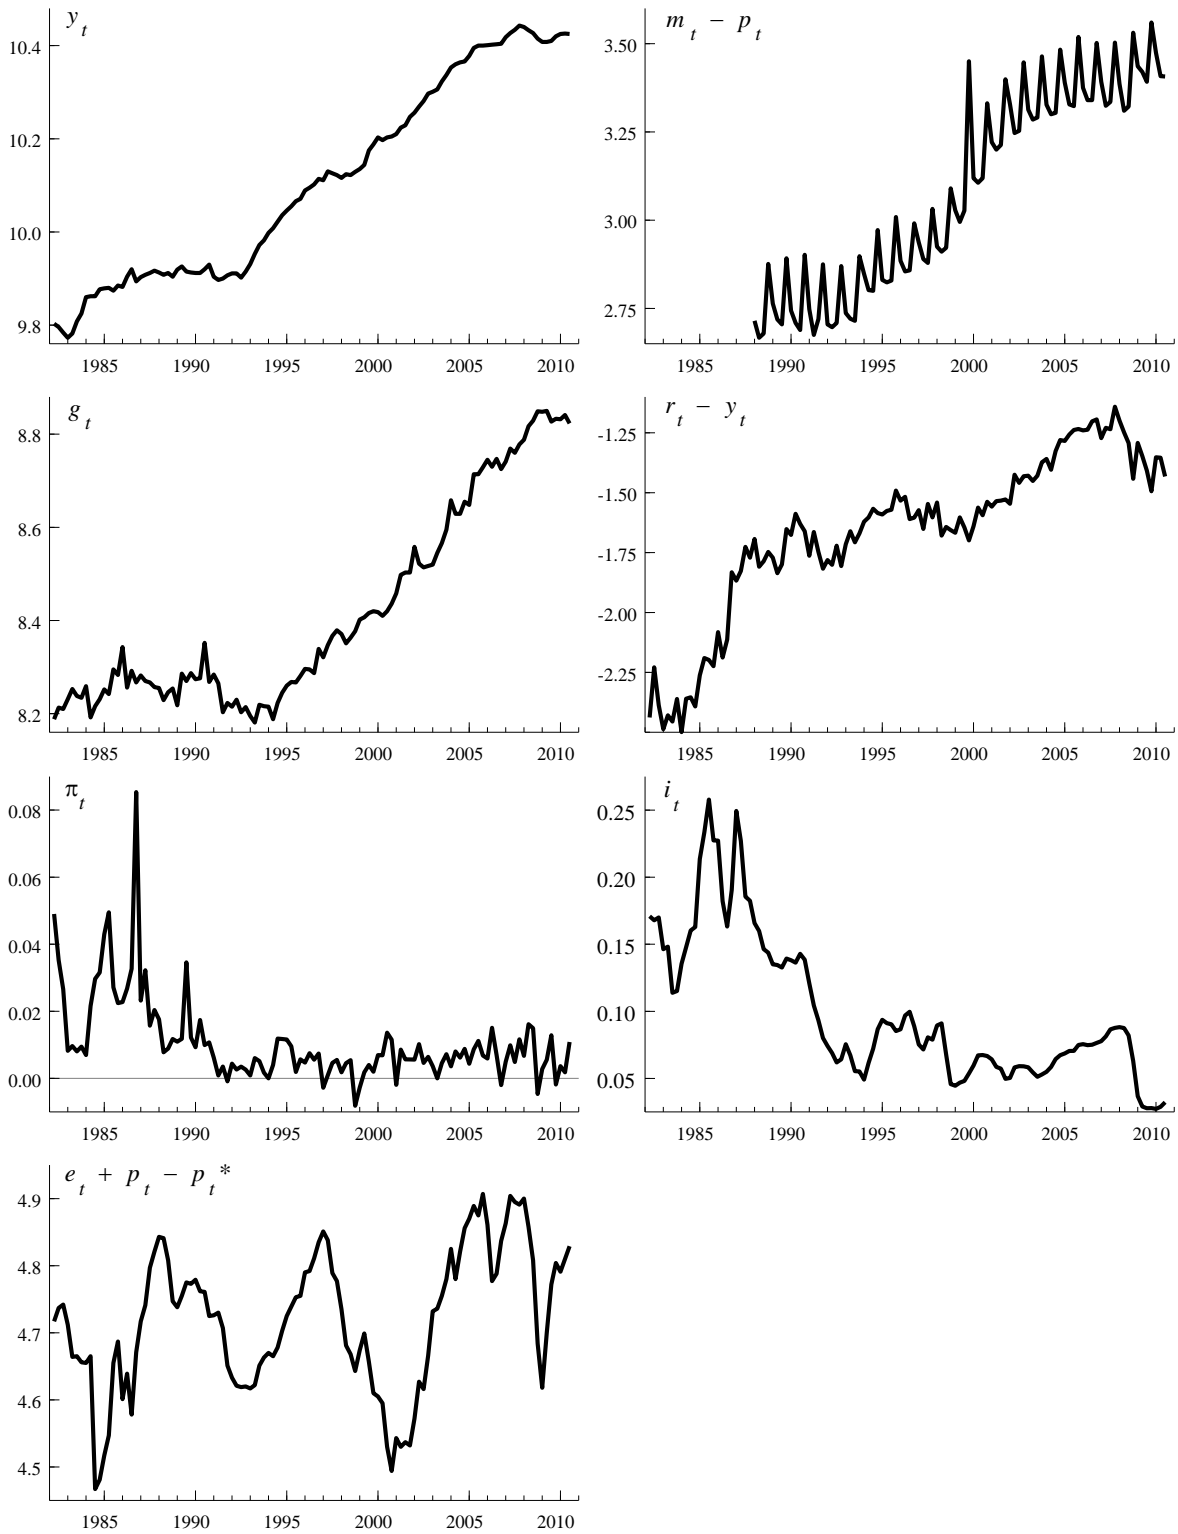 y t
10.4
10.2
10.0
9.8
1985 1990 1995 2000 2005 2010
m t − p t
3.50
3.25
3.00
2.75
1985 1990 1995 2000 2005 2010
g t
8.8
8.6
8.4
8.2
1985 1990 1995 2000 2005 2010
r t − y t
-1.25
-1.50
-1.75
-2.00
-2.25
1985 1990 1995 2000 2005 2010
π t
0.08
0.06
0.04
0.02
0.00
1985 1990 1995 2000 2005 2010
i t
0.25
0.20
0.15
0.10
0.05
1985 1990 1995 2000 2005 2010
e t + p t − p t *
4.9
4.8
4.7
4.6
4.5
1985 1990 1995 2000 2005 2010